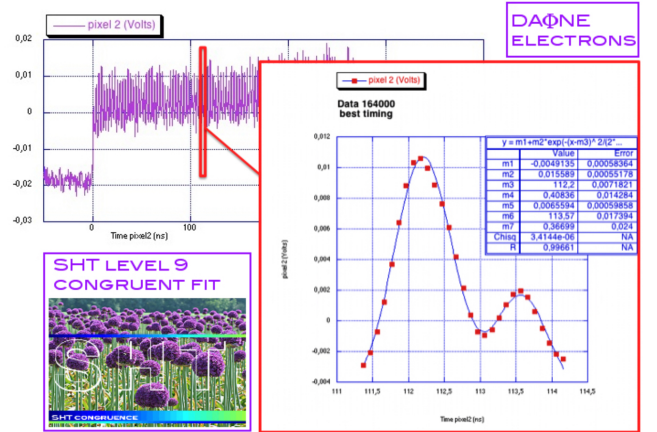 pixel 2 (Volts)
DAΦNE
ELECTRONS
0,02
0,01
0
-0,01
-0,02
-0,03
0
100
Time pixel2 (ns)
pixel 2 (Volts)
Data 164000
best timing
0,012
0,01
0,008
0,006
0,004
0,002
0
-0,002
-0,004
pixel 2 (Volts)
111
111,5
112
112,5
113
113,5
114
114,5
Time pixel2 (ns)
y = m1+m2*exp(-(x-m3)^ 2/(2*...
Value Error
m1 -0,0049135 0,00058364
m2 0,015589 0,00055178
m3 112,2 0,0071821
m4 0,40836 0,014284
m5 0,0065594 0,00059858
m6 113,57 0,017394
m7 0,36699 0,024
Chisq 3,4144e-06 NA
R 0,99661 NA
SHT LEVEL 9
CONGRUENT FIT
SHT
SHT CONGRUENCE